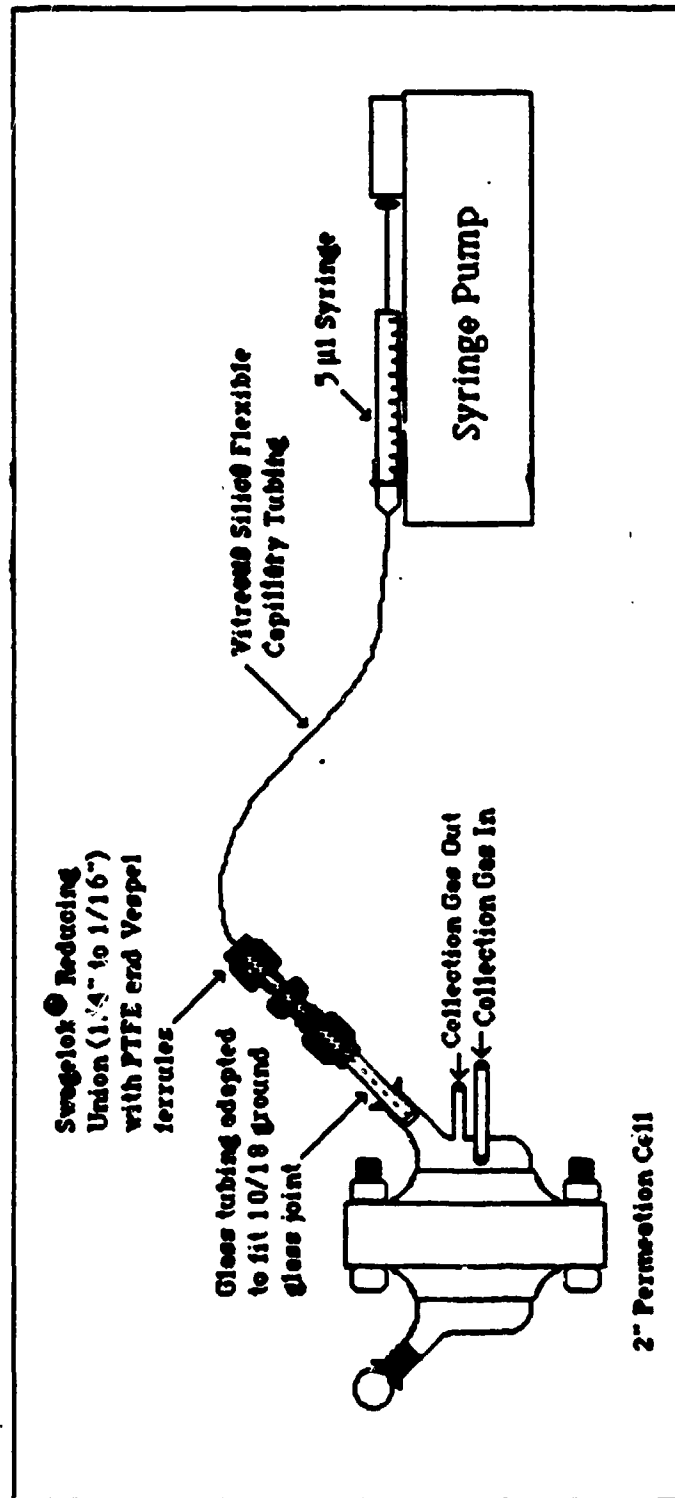 Swagelok® Reducing
Union (1/4" to 1/16")
with PTFE and Vespel
ferrules
Glass tubing adapted
to fit 10/18 ground
glass joint
Vitreous Silica Flexible
Capillary Tubing
5 µl Syringe
Syringe Pump
Collection Gas Out
Collection Gas In
2" Permeation Cell